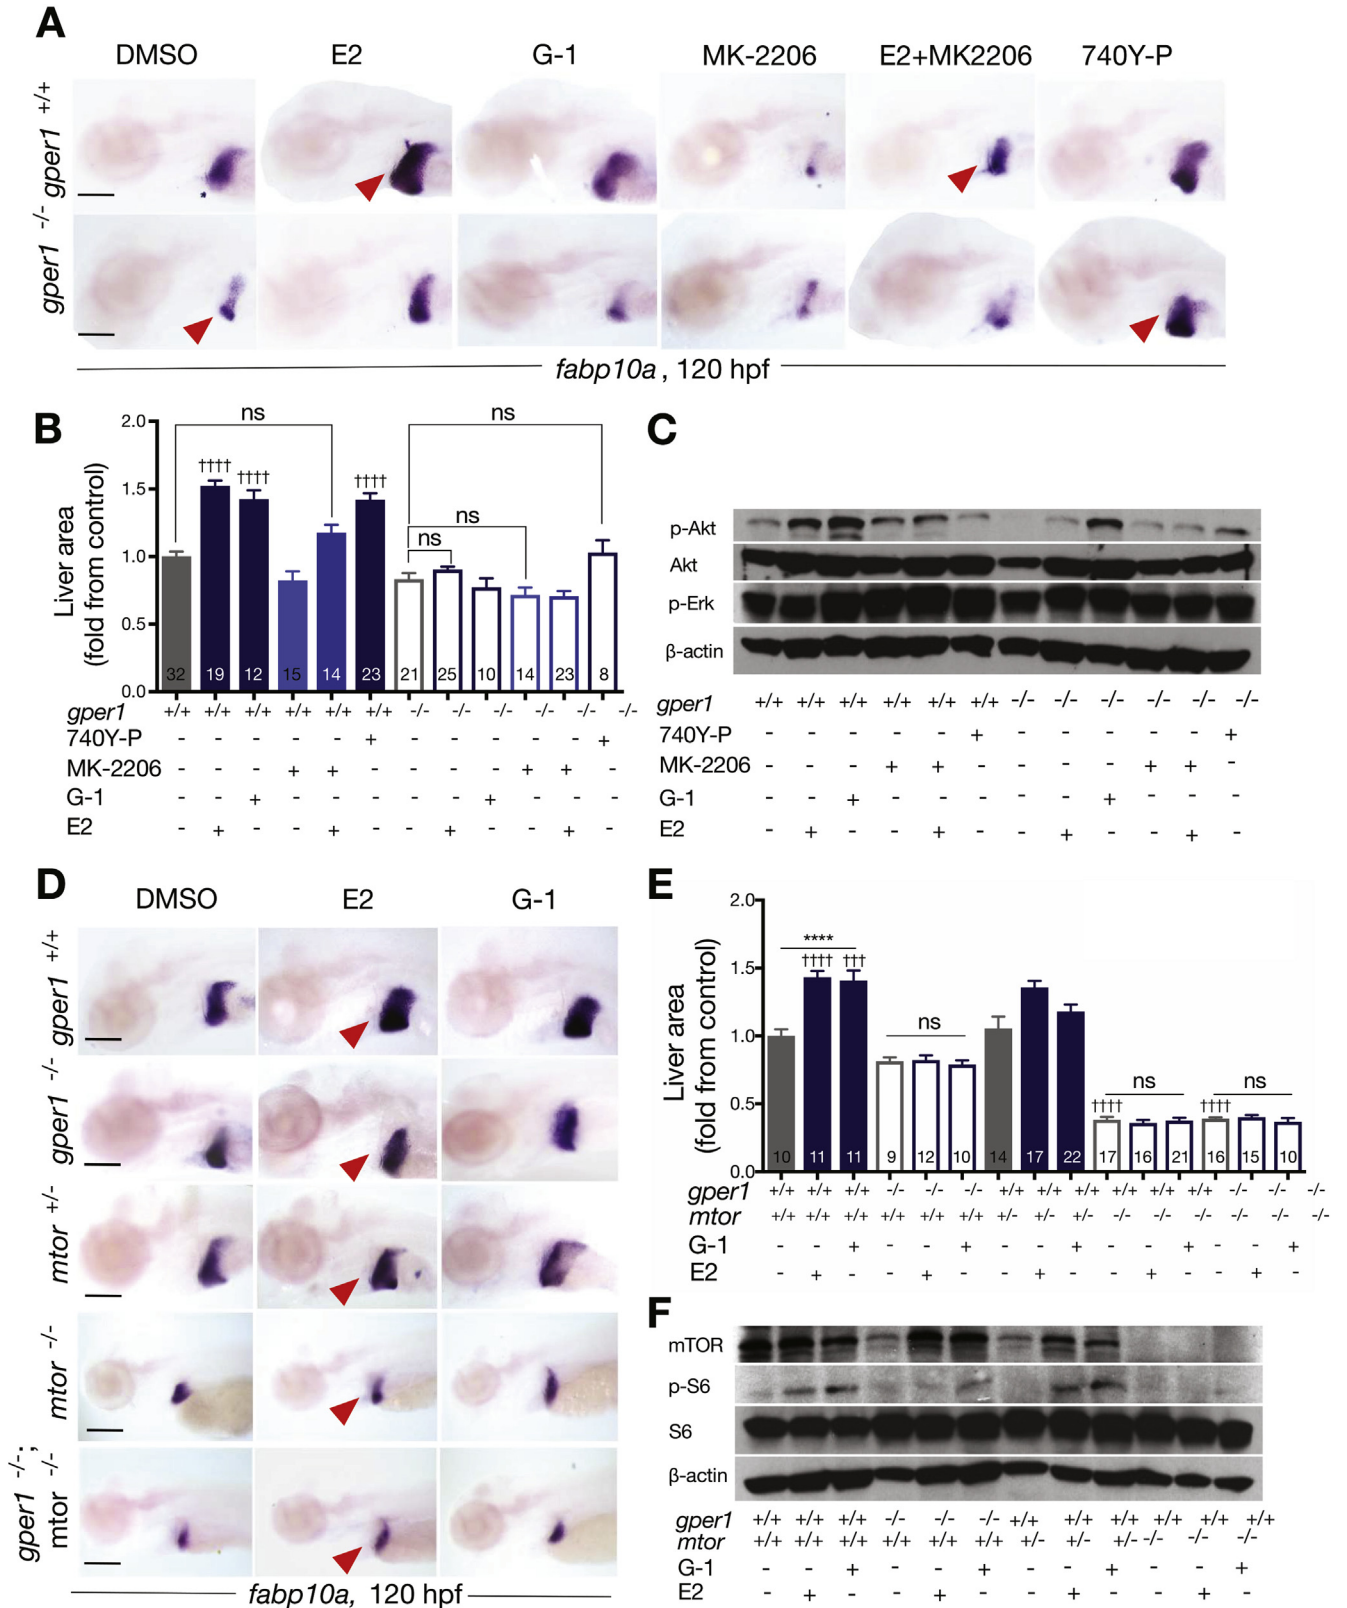 A
DMSO E2 G-1 MK-2206 E2+MK2206 740Y-P
gper1 +/+
gper1 -/-
fabp10a, 120 hpf
B
Liver area
(fold from control)
2.0
1.5
1.0
0.5
0.0
ns ns
†††† †††† ††††
ns
ns
32 19 12 15 14 23 21 25 10 14 23 8
gper1 +/+ +/+ +/+ +/+ +/+ +/+ -/- -/- -/- -/- -/- -/-
740Y-P - - - - - + - - - - - +
MK-2206 - - - + + - - - - + + -
G-1 - - + - - - - - + - - -
E2 - + - - + - - + - - + -
C
p-Akt
Akt
p-Erk
β-actin
gper1 +/+ +/+ +/+ +/+ +/+ +/+ -/- -/- -/- -/- -/- -/-
740Y-P - - - - - + - - - - - +
MK-2206 - - - + + - - - - + + -
G-1 - - + - - - - - + - - -
E2 - + - - + - - + - - + -
D
DMSO E2 G-1
gper1 +/+
gper1 -/-
mtor +/-
mtor -/-
gper1 -/-;
mtor -/-
fabp10a, 120 hpf
E
Liver area
(fold from control)
2.0
1.5
1.0
0.5
0.0
****
†††† †††
ns
ns ns
†††† ††††
10 11 11 9 12 10 14 17 22 17 16 21 16 15 10
gper1 +/+ +/+ +/+ -/- -/- -/- +/+ +/+ +/+ +/+ +/+ +/+ -/- -/- -/-
mtor +/+ +/+ +/+ +/+ +/+ +/+ +/- +/- +/- -/- -/- -/- -/- -/- -/-
G-1 - - + - - + - - + - - + - - +
E2 - + - - + - - + - - + - - + -
F
mTOR
p-S6
S6
β-actin
gper1 +/+ +/+ +/+ -/- -/- -/- +/+ +/+ +/+ +/+ +/+ +/+
mtor +/+ +/+ +/+ +/+ +/+ +/+ +/- +/- +/- -/- -/- -/-
G-1 - - + - - + - - + - - +
E2 - + - - + - - + - - + -